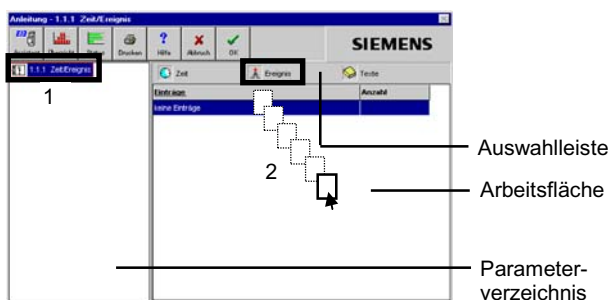 Anleitung - 1.1.1 Zeit/Ereignis
Assistent Übersicht Status Drucken Hilfe Abbruch OK
SIEMENS
1.1.1 Zeit/Ereignis
Zeit Ereignis Texte
Einträge Anzahl
keine Einträge
1
2
Auswahlleiste
Arbeitsfläche
Parameter-
verzeichnis